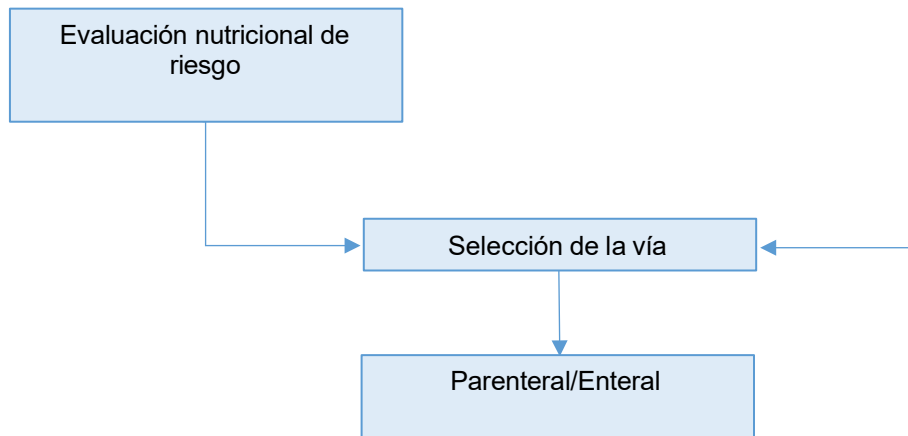 Evaluación nutricional de
riesgo
Selección de la vía
Parenteral/Enteral